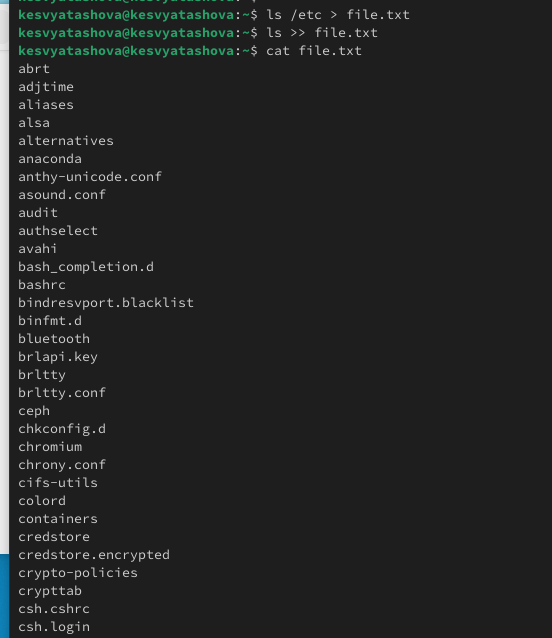 kesvyatashova@kesvyatashova:~$ ls /etc > file.txt
kesvyatashova@kesvyatashova:~$ ls >> file.txt
kesvyatashova@kesvyatashova:~$ cat file.txt
abrt
adjtime
aliases
alsa
alternatives
anaconda
anthy-unicode.conf
asound.conf
audit
authselect
avahi
bash_completion.d
bashrc
bindresvport.blacklist
binfmt.d
bluetooth
brlapi.key
brltty
brltty.conf
ceph
chkconfig.d
chromium
chrony.conf
cifs-utils
colord
containers
credstore
credstore.encrypted
crypto-policies
crypttab
csh.cshrc
csh.login